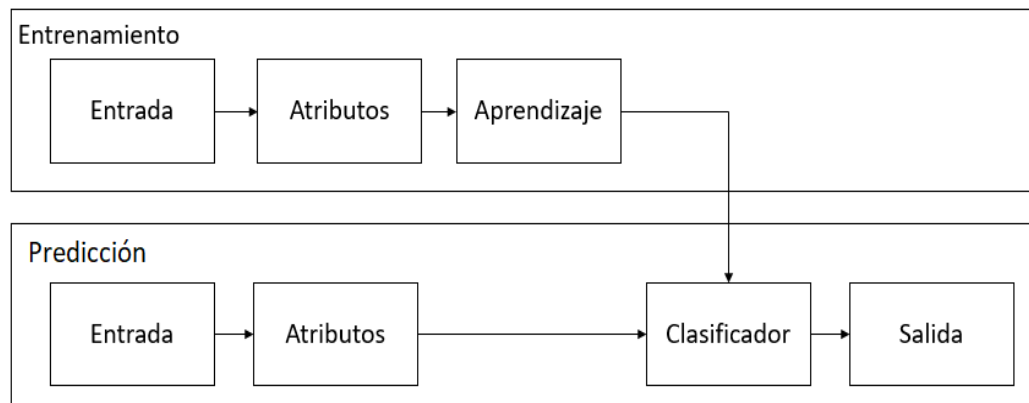 Entrenamiento
Entrada
Atributos
Aprendizaje
Predicción
Entrada
Atributos
Clasificador
Salida